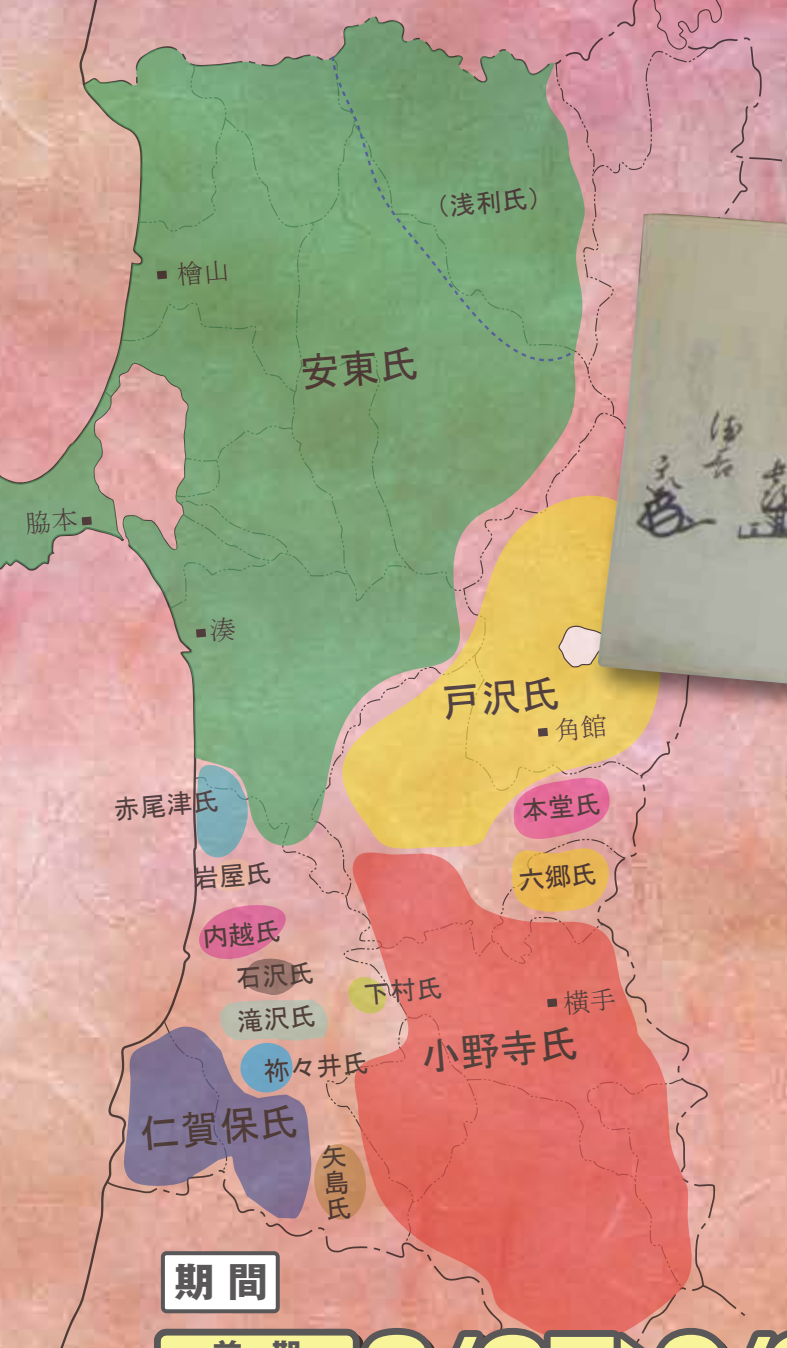 （浅利氏）
檜山
安東氏
脇本
湊
戸沢氏
角館
赤尾津氏
本堂氏
岩屋氏
六郷氏
内越氏
石沢氏
下村氏
滝沢氏
横手
小野寺氏
祢々井氏
仁賀保氏
矢島氏
期間